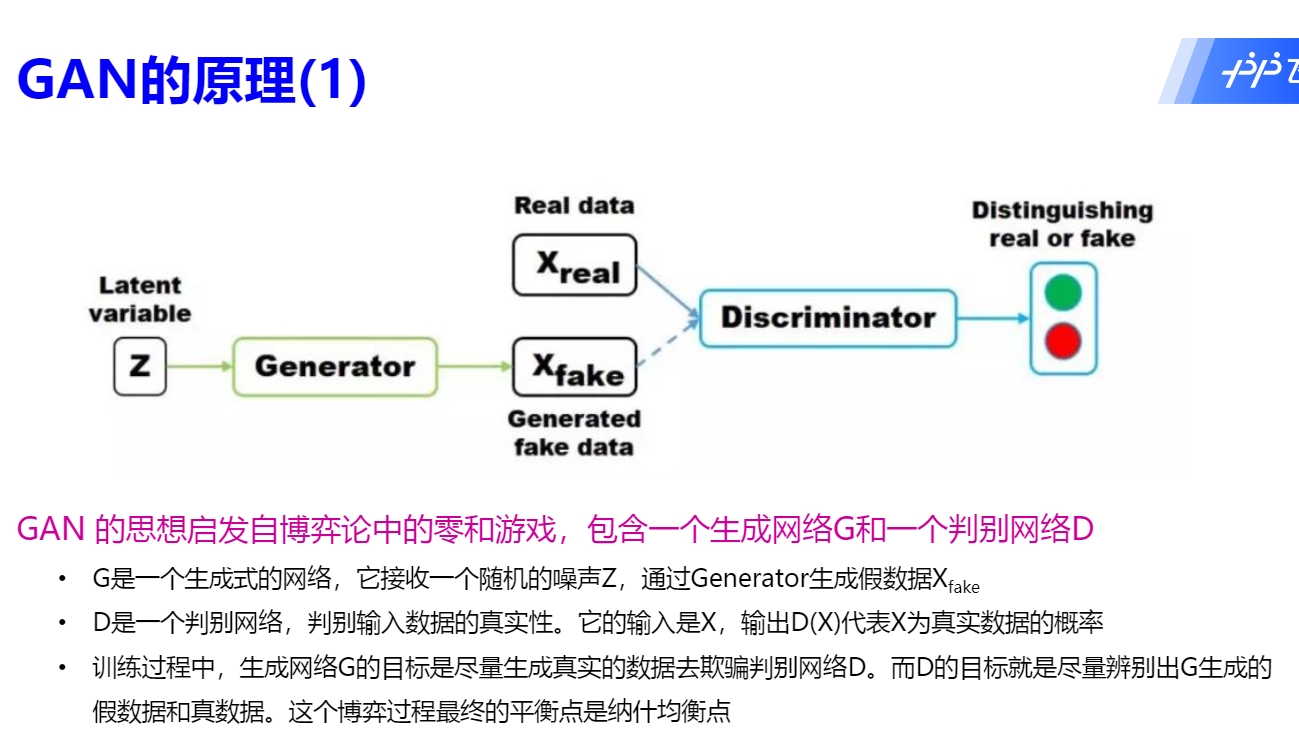 GAN的原理(1)
Real data
Xreal
Distinguishing
real or fake
Latent
variable
Z
Generator
Xfake
Discriminator
Generated
fake data
GAN 的思想启发自博弈论中的零和游戏，包含一个生成网络G和一个判别网络D
• G是一个生成式的网络，它接收一个随机的噪声Z，通过Generator生成假数据Xfake
• D是一个判别网络，判别输入数据的真实性。它的输入是X，输出D(X)代表X为真实数据的概率
• 训练过程中，生成网络G的目标是尽量生成真实的数据去欺骗判别网络D。而D的目标就是尽量辨别出G生成的
假数据和真数据。这个博弈过程最终的平衡点是纳什均衡点